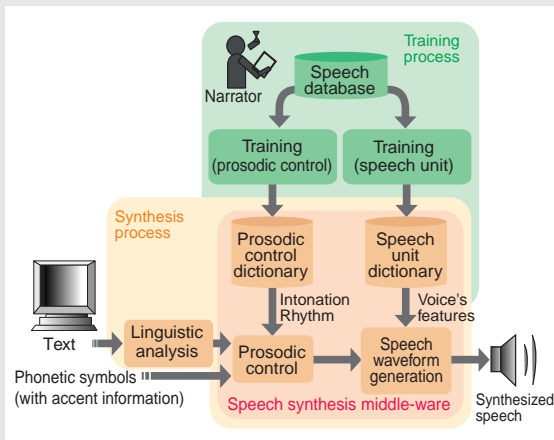 Training
process
Narrator
Speech
database
Training
(prosodic control)
Training
(speech unit)
Synthesis
process
Prosodic
control
dictionary
Speech
unit
dictionary
Intonation
Rhythm
Voice's
features
Text
Linguistic
analysis
Prosodic
control
Speech
waveform
generation
Phonetic symbols
(with accent information)
Speech synthesis middle-ware
Synthesized
speech